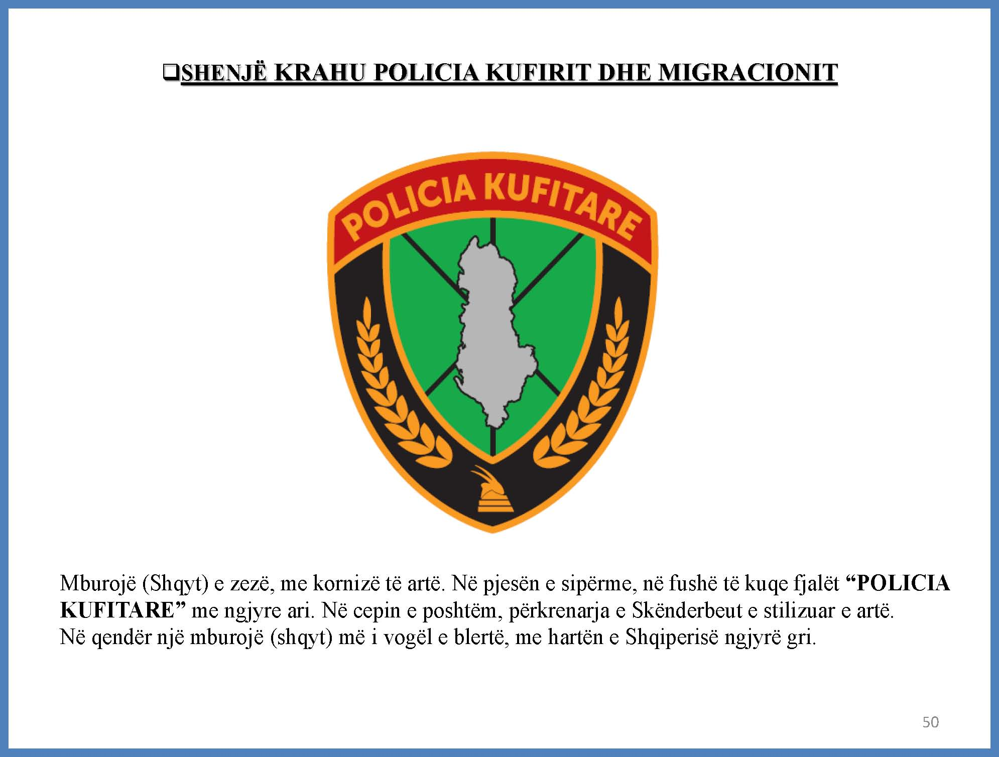 ❑SHENJË KRAHU POLICIA KUFIRIT DHE MIGRACIONIT
POLICIA KUFITARE
Mburojë (Shqyt) e zezë, me kornizë të artë. Në pjesën e sipërme, në fushë të kuqe fjalët “POLICIA
KUFITARE” me ngjyre ari. Në cepin e poshtëm, përkrenarja e Skënderbeut e stilizuar e artë.
Në qendër një mburojë (shqyt) më i vogël e blertë, me hartën e Shqiperisë ngjyrë gri.
50